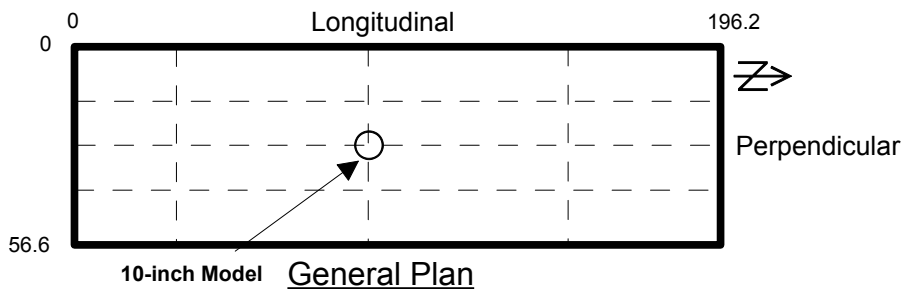 0 Longitudinal 196.2
0
Z
Perpendicular
56.6
10-inch Model General Plan